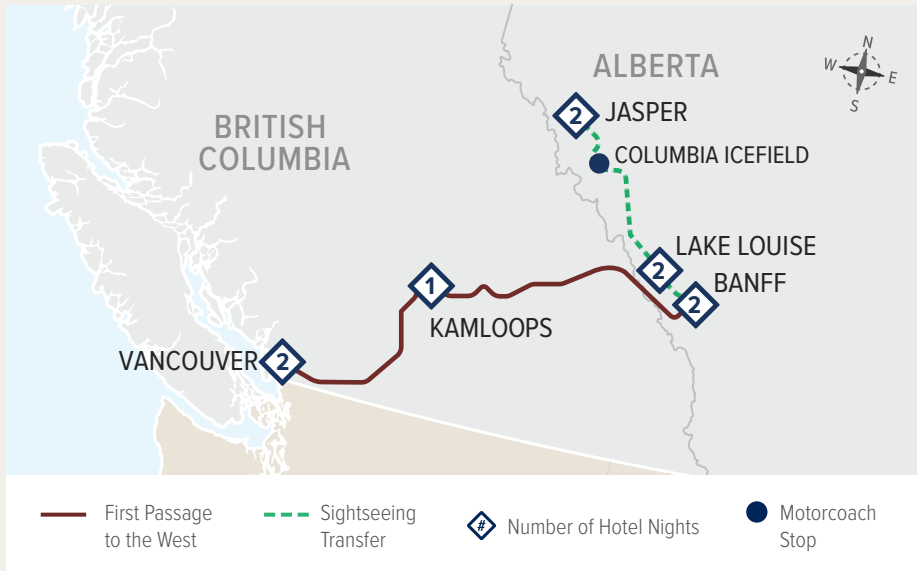 N
W
E
S
ALBERTA
2
JASPER
BRITISH
COLUMBIA
COLUMBIA ICEFIELD
LAKE LOUISE
2
BANFF
2
1
KAMLOOPS
VANCOUVER
2
First Passage
to the West
Sightseeing
Transfer
#
Number of Hotel Nights
Motorcoach
Stop